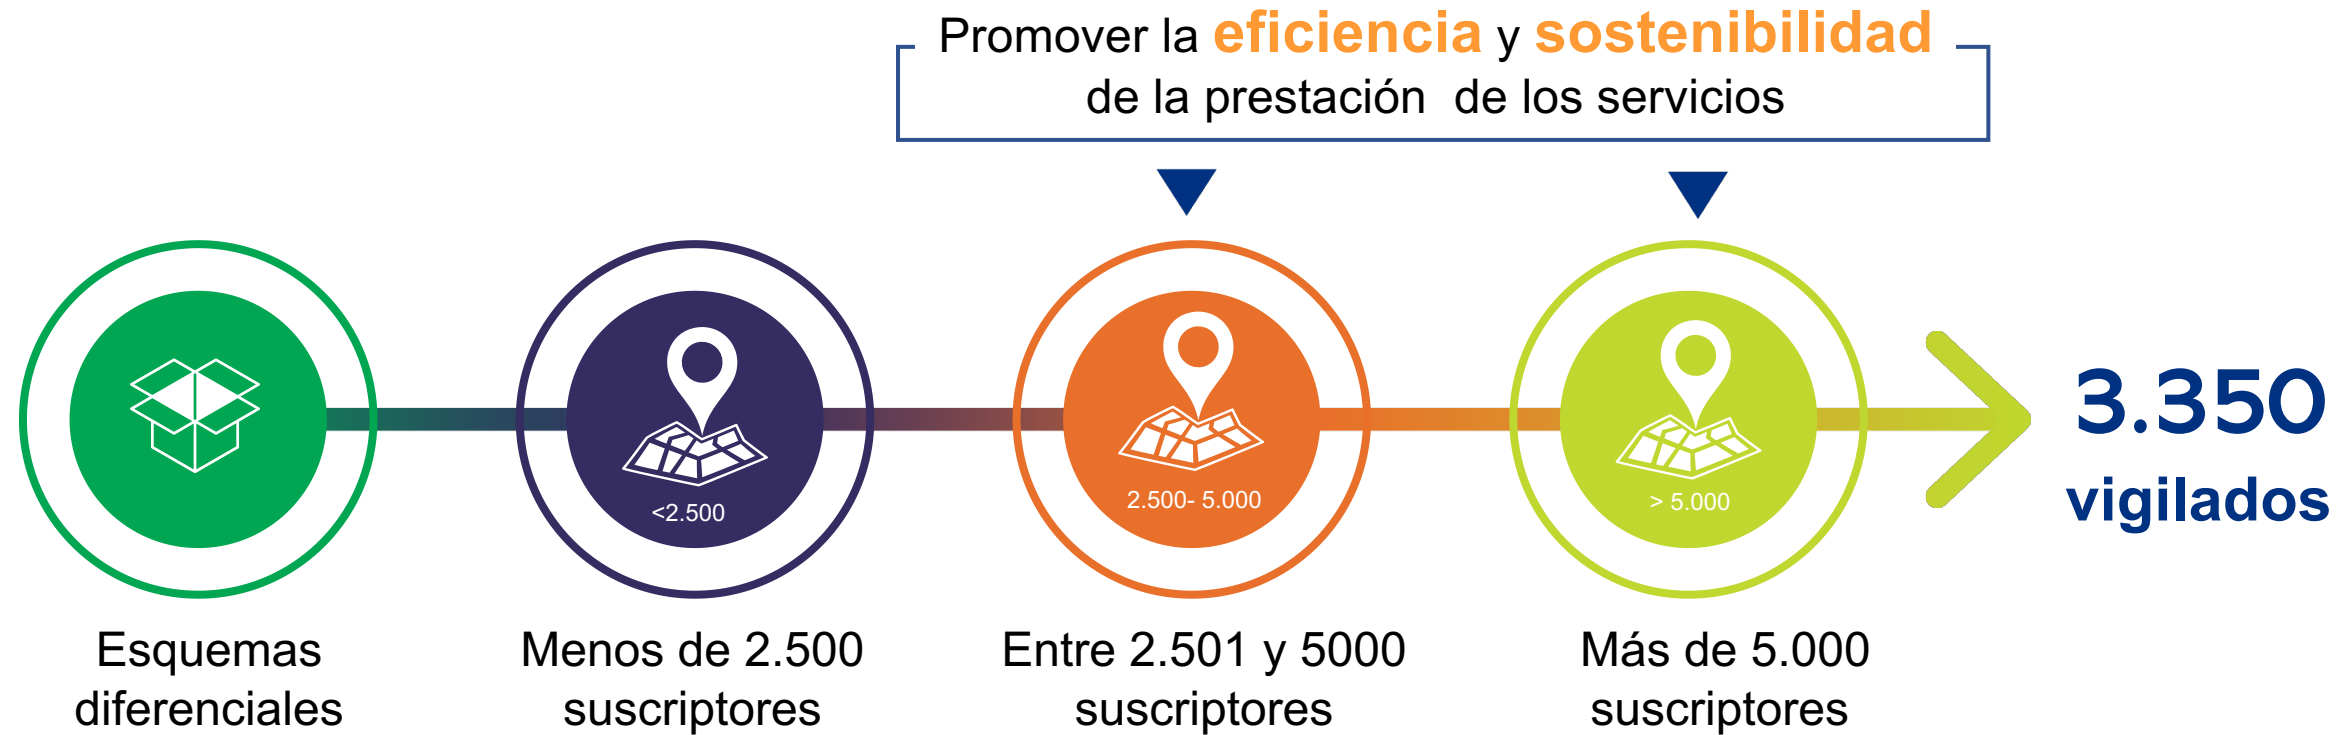 Promover la eficiencia y sostenibilidad
de la prestación de los servicios
<2.500
2.500- 5.000
> 5.000
3.350
vigilados
Esquemas
diferenciales
Menos de 2.500
suscriptores
Entre 2.501 y 5000
suscriptores
Más de 5.000
suscriptores